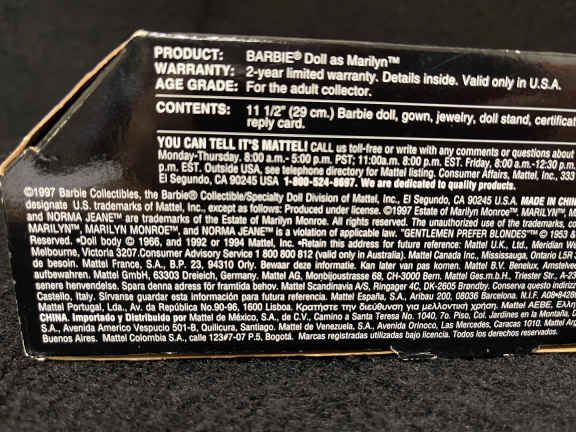 PRODUCT: BARBIE® Doll as Marilyn™
WARRANTY: 2-year limited warranty. Details inside. Valid only in U.S.A.
AGE GRADE: For the adult collector.
CONTENTS: 11 1/2" (29 cm.) Barbie doll, gown, jewelry, doll stand, certificat
reply card.
YOU CAN TELL IT'S MATTEL! CALL us toll-free or write with any comments or questions about
Monday-Thursday. 8:00 a.m.- 5:00 p.m. PST; 11:00a.m. 8:00 p.m. EST. Friday, 8:00 a.m.-12:30 p.m.
p.m. EST. Outside USA, see telephone directory for Mattel listing. Consumer Affairs, Mattel, Inc., 333
El Segundo, CA 90245 USA 1-800-524-8697. We are dedicated to quality products.
©1997 Barbie Collectibles, the Barbie® Collectible/Specialty Doll Division of Mattel, Inc., El Segundo, CA 90245 U.S.A. MADE IN CHIN
designate U.S. trademarks of Mattel, Inc., except as follows: Produced under license. ©1997 Estate of Marilyn Monroe™, MARILYN™, M
and NORMA JEANE™ are trademarks of the Estate of Marilyn Monroe. All rights reserved. The unauthorized use of the trademarks, co
MARILYN™, MARILYN MONROE™, and NORMA JEAN™ is a violation of applicable law. "GENTLEMEN PREFER BLONDES™" © 1953 &
Reserved. •Doll body © 1966, and 1992 or 1994 Mattel, Inc. •Retain this address for future reference: Mattel U.K., Ltd., Meridian We
Melbourne, Victoria 3207.Consumer Advisory Service 1 800 800 812 (valid only in Australia). Mattel Canada Inc., Mississauga, Ontario L5R
de besoin. Mattel France, S.A., B.P. 23, 94310 Orly. Bewaar deze informatie. Kan later van pas komen. Mattel B.V. Benelux, Amstelve
aufbewahren. Mattel GmbH, 63303 Dreieich, Germany. Mattel AG, Monbijoustrasse 68, CH-3000 Bern. Mattel Ges.m.b.H., Triester Str., A-23
senere henvendelse. Spara denna adress för framtida behov. Mattel Scandinavia A/S, Ringager 4C, DK-2605 Brøndby. Conserva questo indirizz
Castello, Italy. Sirvanse guardar esta información para futura referencia. Mattel España, S.A., Aribau 200, 08036 Barcelona. N.I.F.
Mattel Portugal, Lda., Av. da República No.90-96, 1600 Lisboa. Κρατήστε την διεύθυνση για μελλοντική χρήση. Mattel AEBE, ΕΛΛΗ
CHINA. Importado y Distribuido por Mattel de México, S.A., de C.V., Camino a Santa Teresa No. 1040, 7o. Piso, Col. Jardines en la Montaña, D
S.A., Avenida Americo Vespucio 501-B, Quilicura, Santiago. Mattel de Venezuela, S.A., Avenida Orinoco, Las Mercedes, Caracas 1010. Mattel Arg
Buenos Aires. Mattel Colombia S.A., calle 123#7-07 P.5, Bogotá. Marcas registradas utilizadas bajo licencia. Todos los derechos reservados.